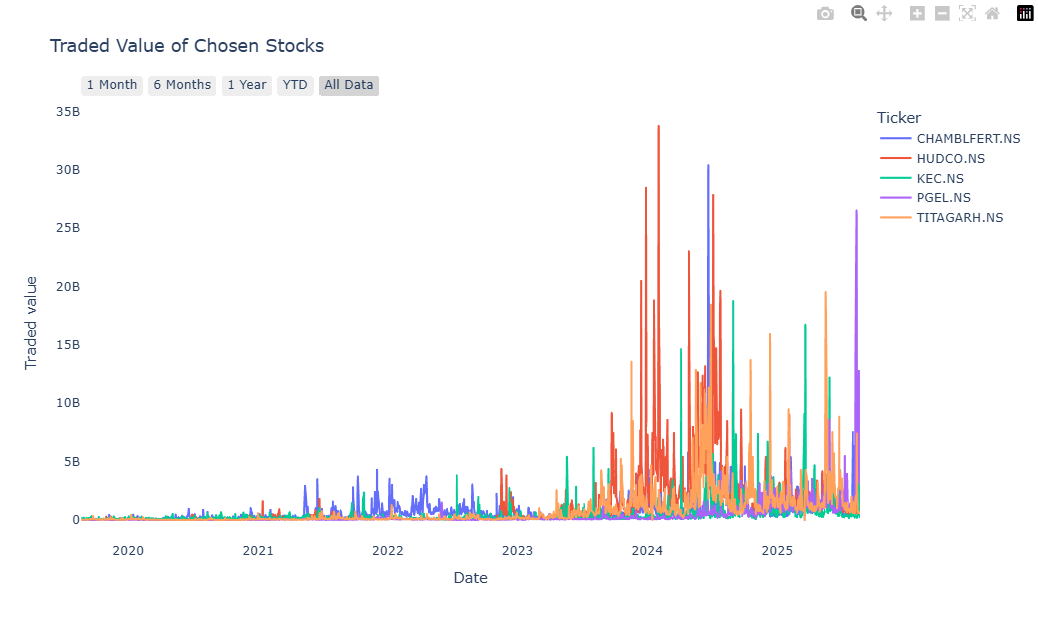 Traded Value of Chosen Stocks
1 Month 6 Months 1 Year YTD All Data
35B
30B
25B
20B
15B
10B
5B
0
Traded value
2020 2021 2022 2023 2024 2025
Date
Ticker
CHAMBLFERT.NS
HUDCO.NS
KEC.NS
PGEL.NS
TITAGARH.NS